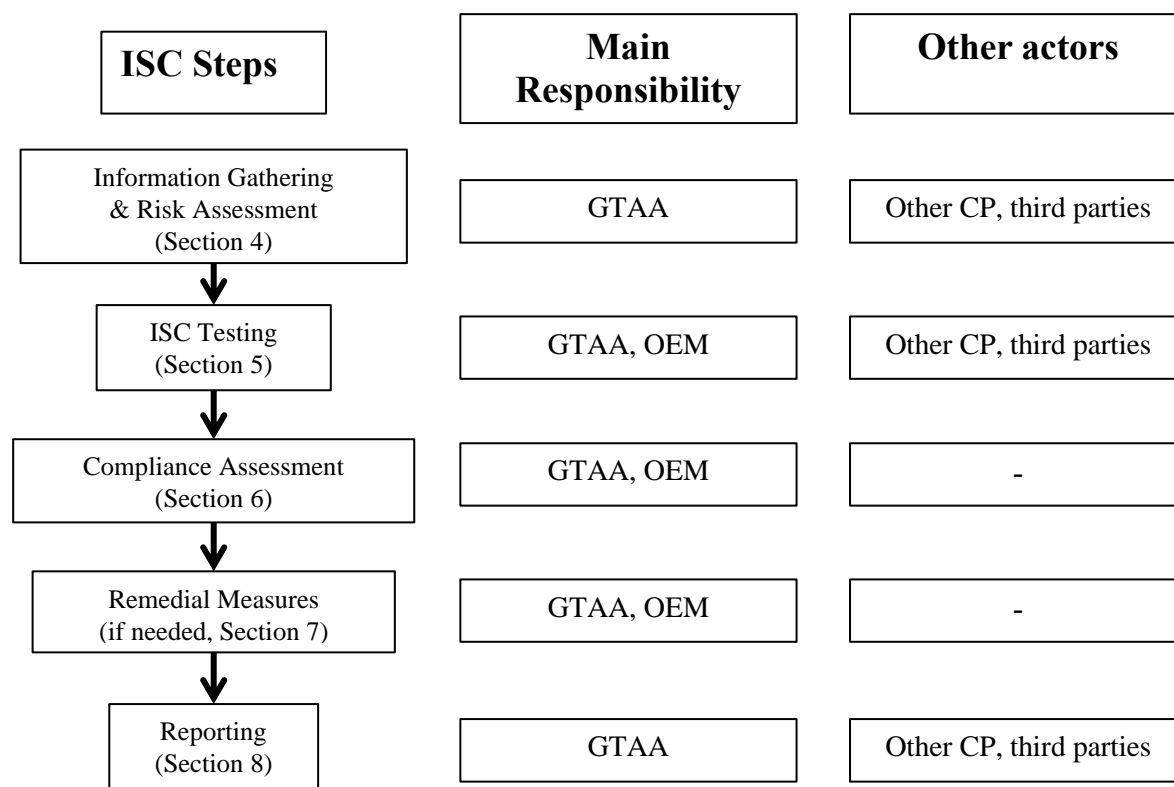 ISC Steps
Main
Responsibility
Other actors
Information Gathering
& Risk Assessment
(Section 4)
GTAA
Other CP, third parties
ISC Testing
(Section 5)
GTAA, OEM
Other CP, third parties
Compliance Assessment
(Section 6)
GTAA, OEM
-
Remedial Measures
(if needed, Section 7)
GTAA, OEM
-
Reporting
(Section 8)
GTAA
Other CP, third parties